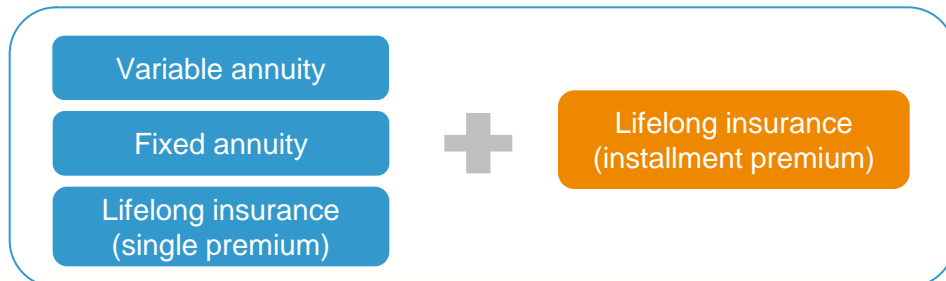 Variable annuity
Fixed annuity
Lifelong insurance
(single premium)
Lifelong insurance
(installment premium)